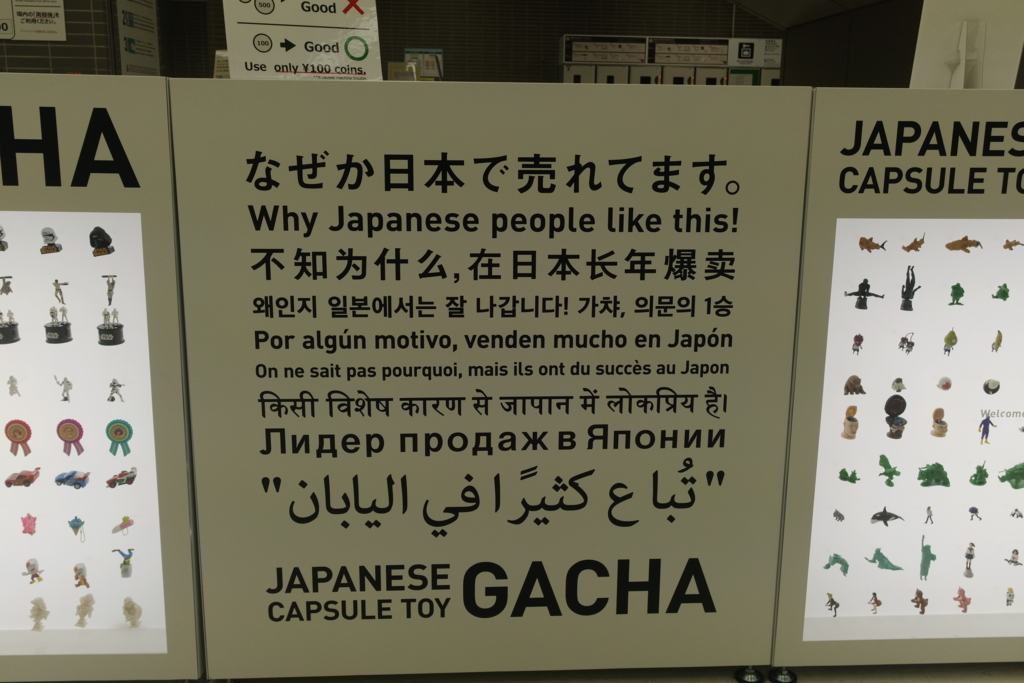 500 → Good ✕
100 → Good ○
Use only ¥100 coins.
なぜか日本で売れてます。
Why Japanese people like this!
不知为什么,在日本长年爆卖
왜인지 일본에서는 잘 나갑니다! 가챠, 의문의 1승
Por algún motivo, venden mucho en Japón
On ne sait pas pourquoi, mais ils ont du succès au Japon
किसी विशेष कारण से जापान में लोकप्रिय है।
Лидер продаж в Японии
"تُبا ع كثيرًا في اليابان"
JAPANESE
CAPSULE TOY GACHA
HA
JAPANES
CAPSULE TO
Welcome